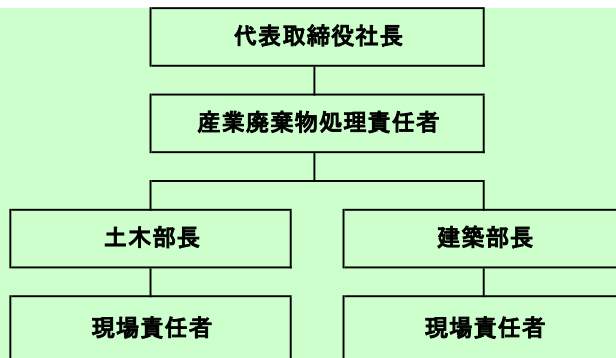 代表取締役社長
産業廃棄物処理責任者
土木部長
建築部長
現場責任者
現場責任者